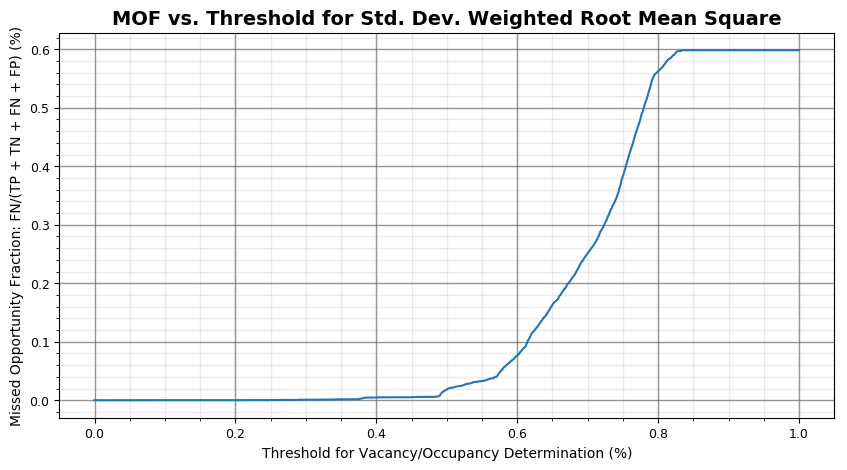 MOF vs. Threshold for Std. Dev. Weighted Root Mean Square
Missed Opportunity Fraction: FN/(TP + TN + FN + FP) (%)
0.6
0.5
0.4
0.3
0.2
0.1
0.0
0.0 0.2 0.4 0.6 0.8 1.0
Threshold for Vacancy/Occupancy Determination (%)